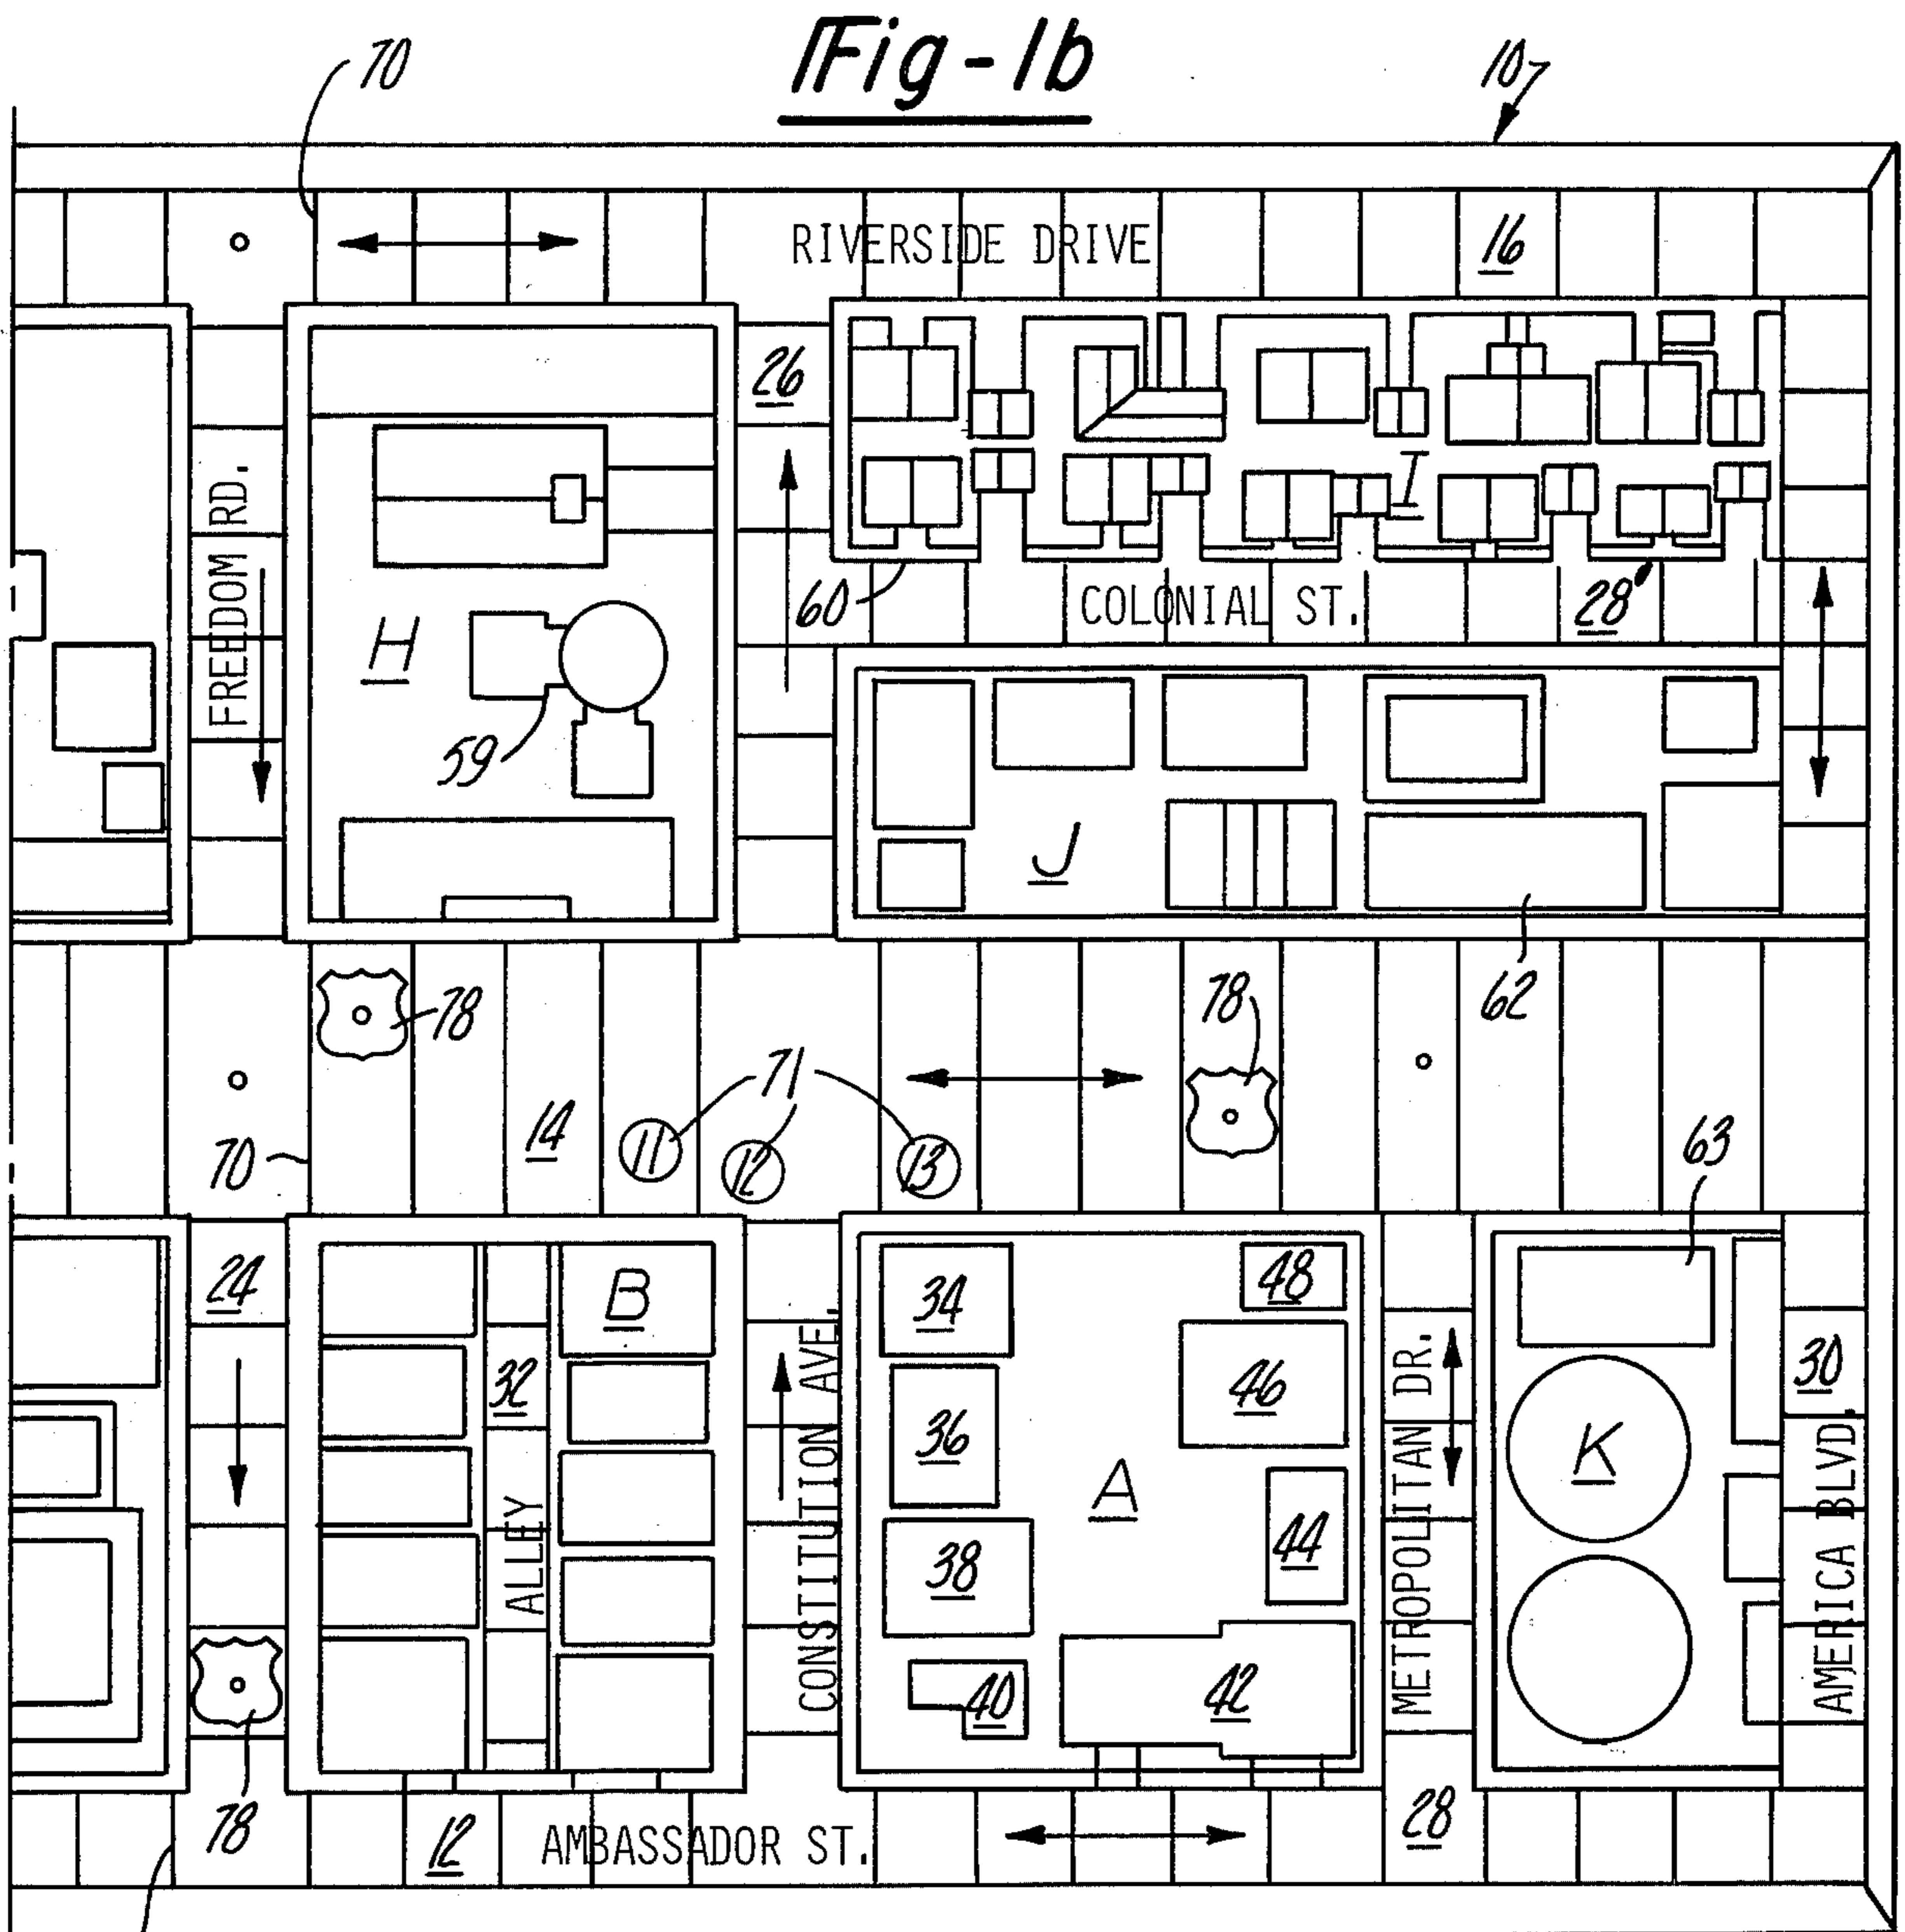 Fig-1b
70
10
RIVERSIDE DRIVE
16
26
FREEDOM RD.
H
59
I
60
COLONIAL ST.
28'
J
62
78
78
71
70
14
11
12
13
63
24
B
32
ALLEY
CONSTITUTION AVE.
34
48
36
46
A
38
44
40
42
METROPOLITAN DR.
K
30
AMERICA BLVD.
78
12
AMBASSADOR ST.
28